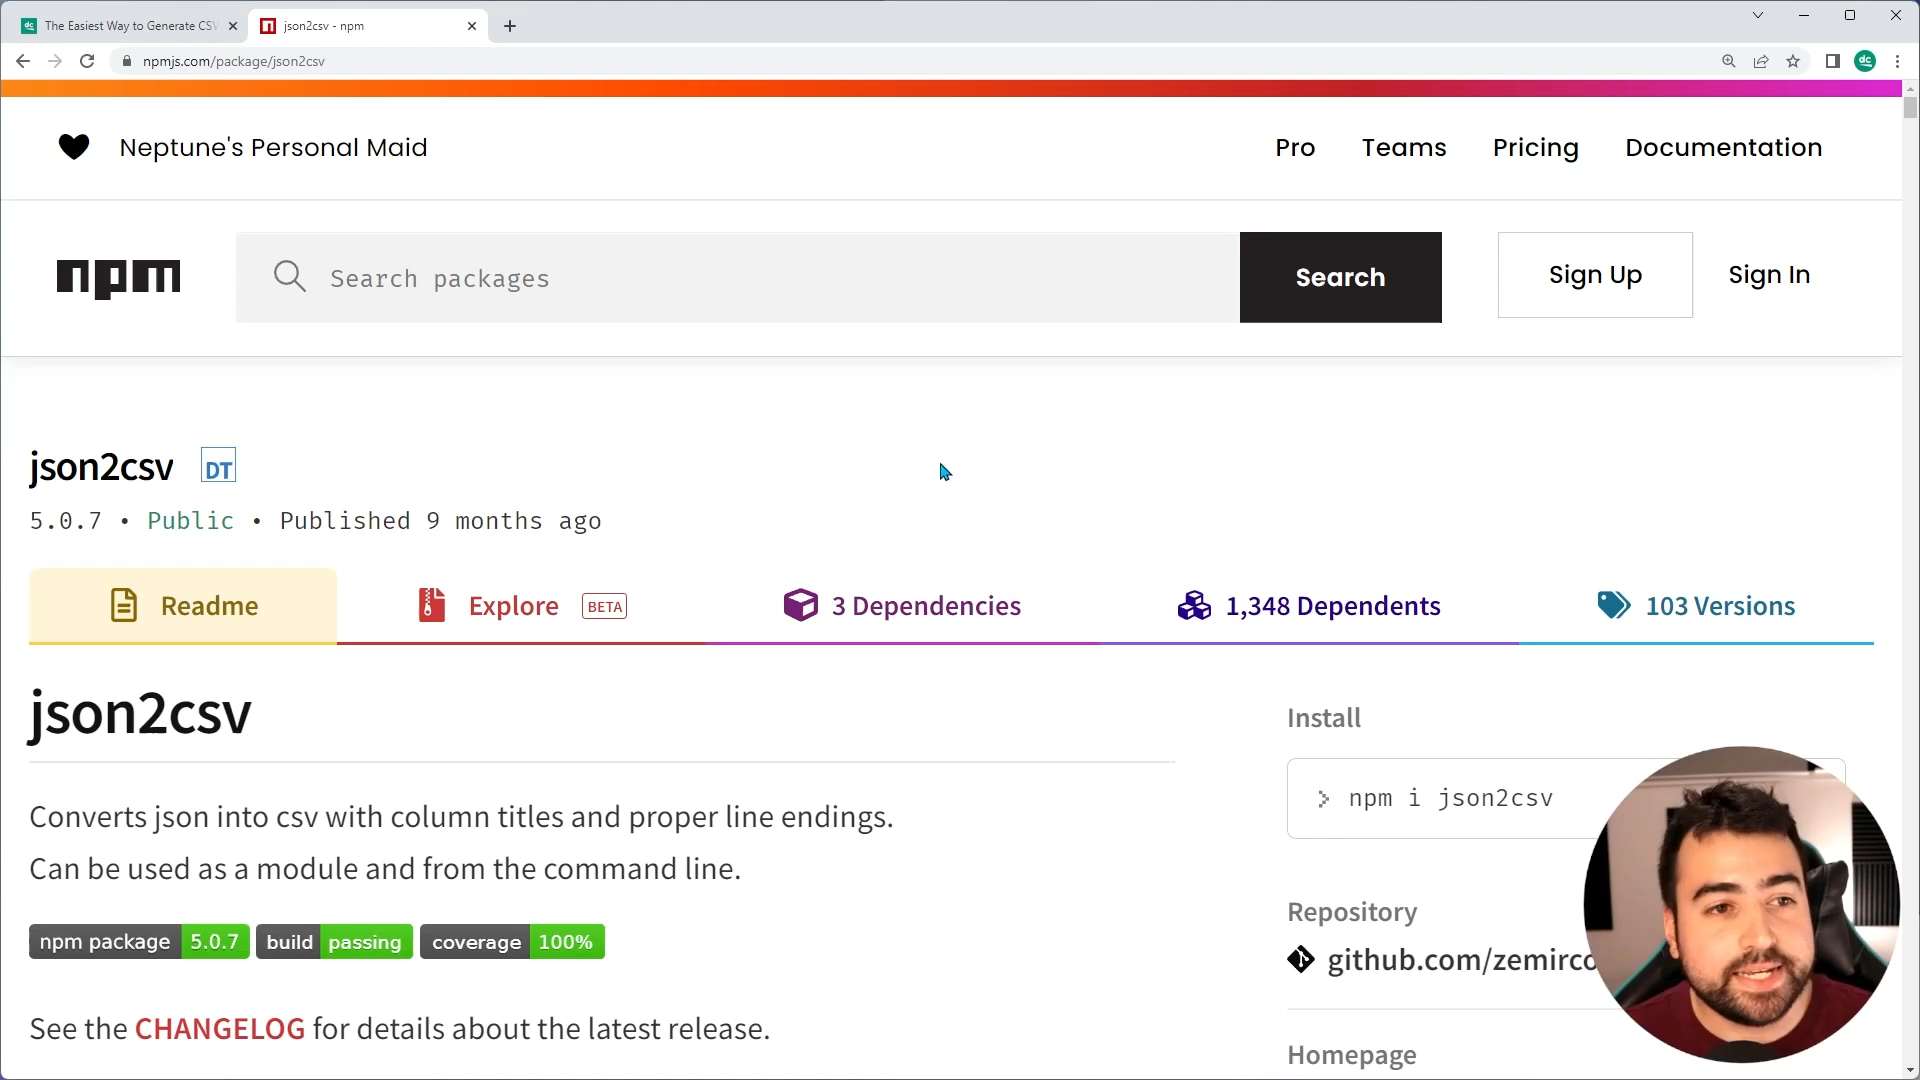 The Easiest Way to Generate CSV
json2csv - npm
npmjs.com/package/json2csv
dc
Neptune's Personal Maid
Pro
Teams
Pricing
Documentation
npm
Search packages
Search
Sign Up
Sign In
json2csv DT
5.0.7 • Public • Published 9 months ago
Readme
Explore BETA
3 Dependencies
1,348 Dependents
103 Versions
json2csv
Converts json into csv with column titles and proper line endings.
Can be used as a module and from the command line.
npm package 5.0.7 build passing coverage 100%
See the CHANGELOG for details about the latest release.
Install
> npm i json2csv
Repository
github.com/zemirco
Homepage